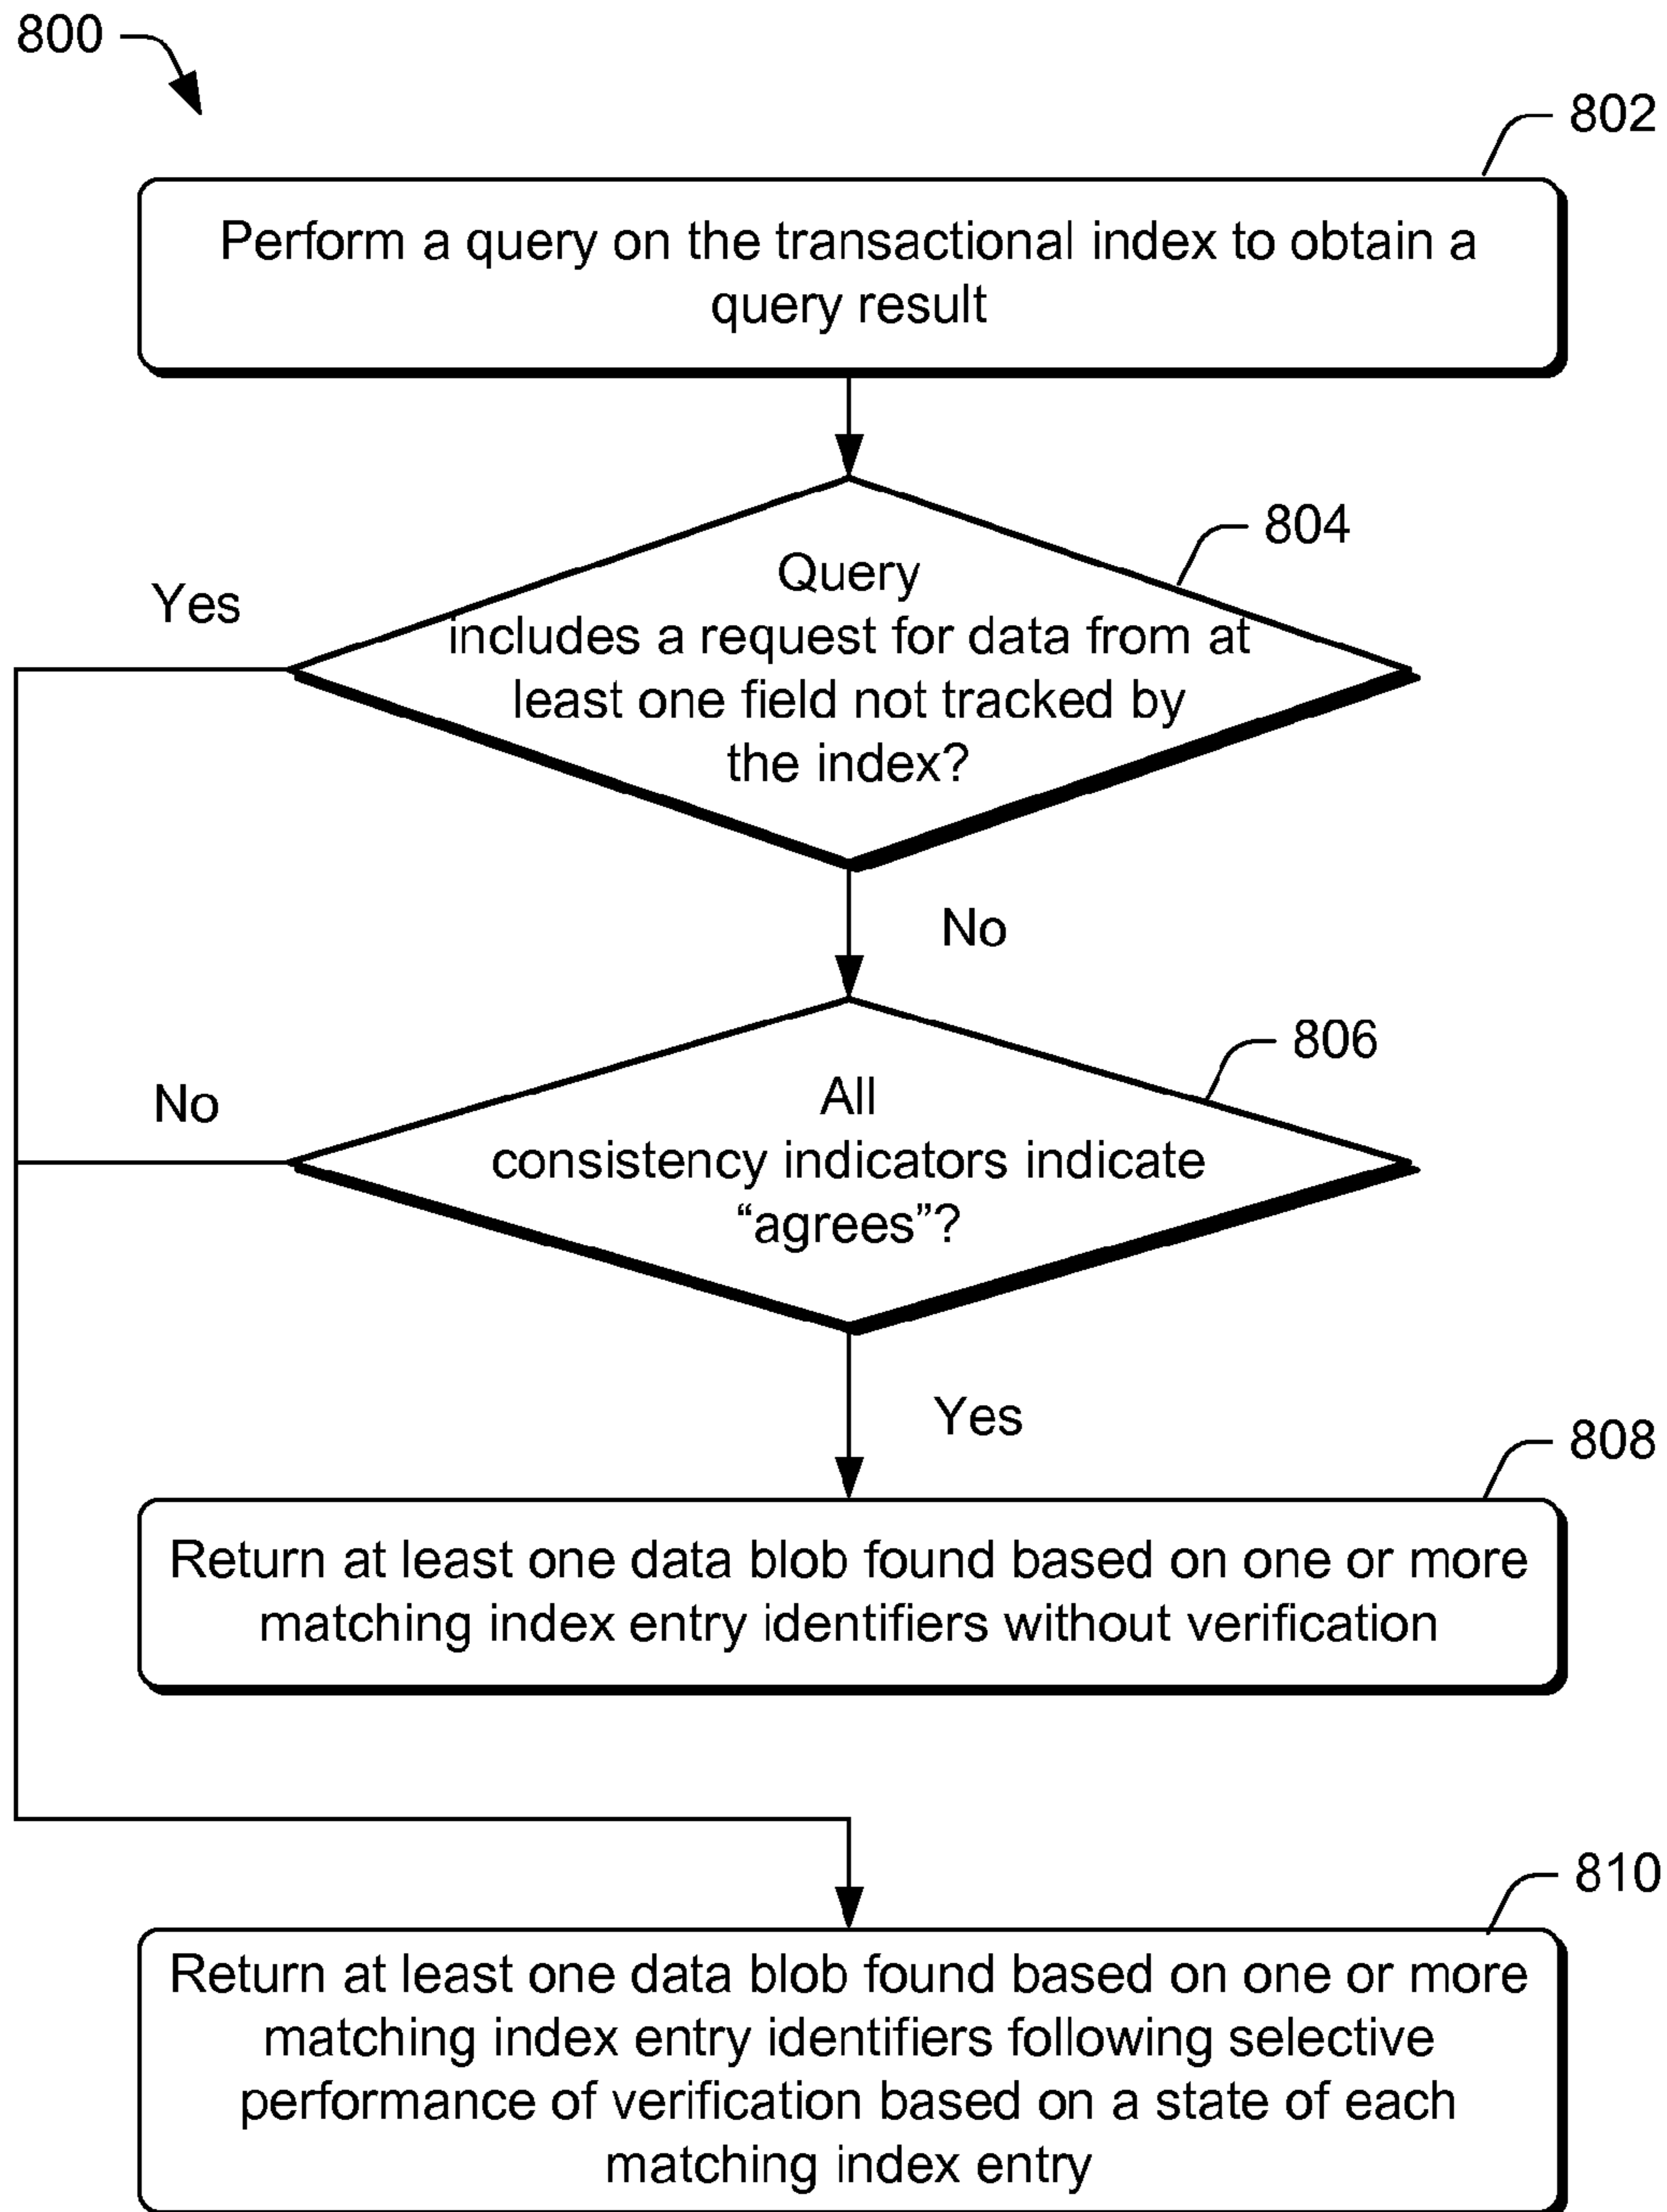 800
802
Perform a query on the transactional index to obtain a
query result
804
Query
includes a request for data from at
least one field not tracked by
the index?
Yes
No
806
All
consistency indicators indicate
“agrees”?
No
Yes
808
Return at least one data blob found based on one or more
matching index entry identifiers without verification
810
Return at least one data blob found based on one or more
matching index entry identifiers following selective
performance of verification based on a state of each
matching index entry